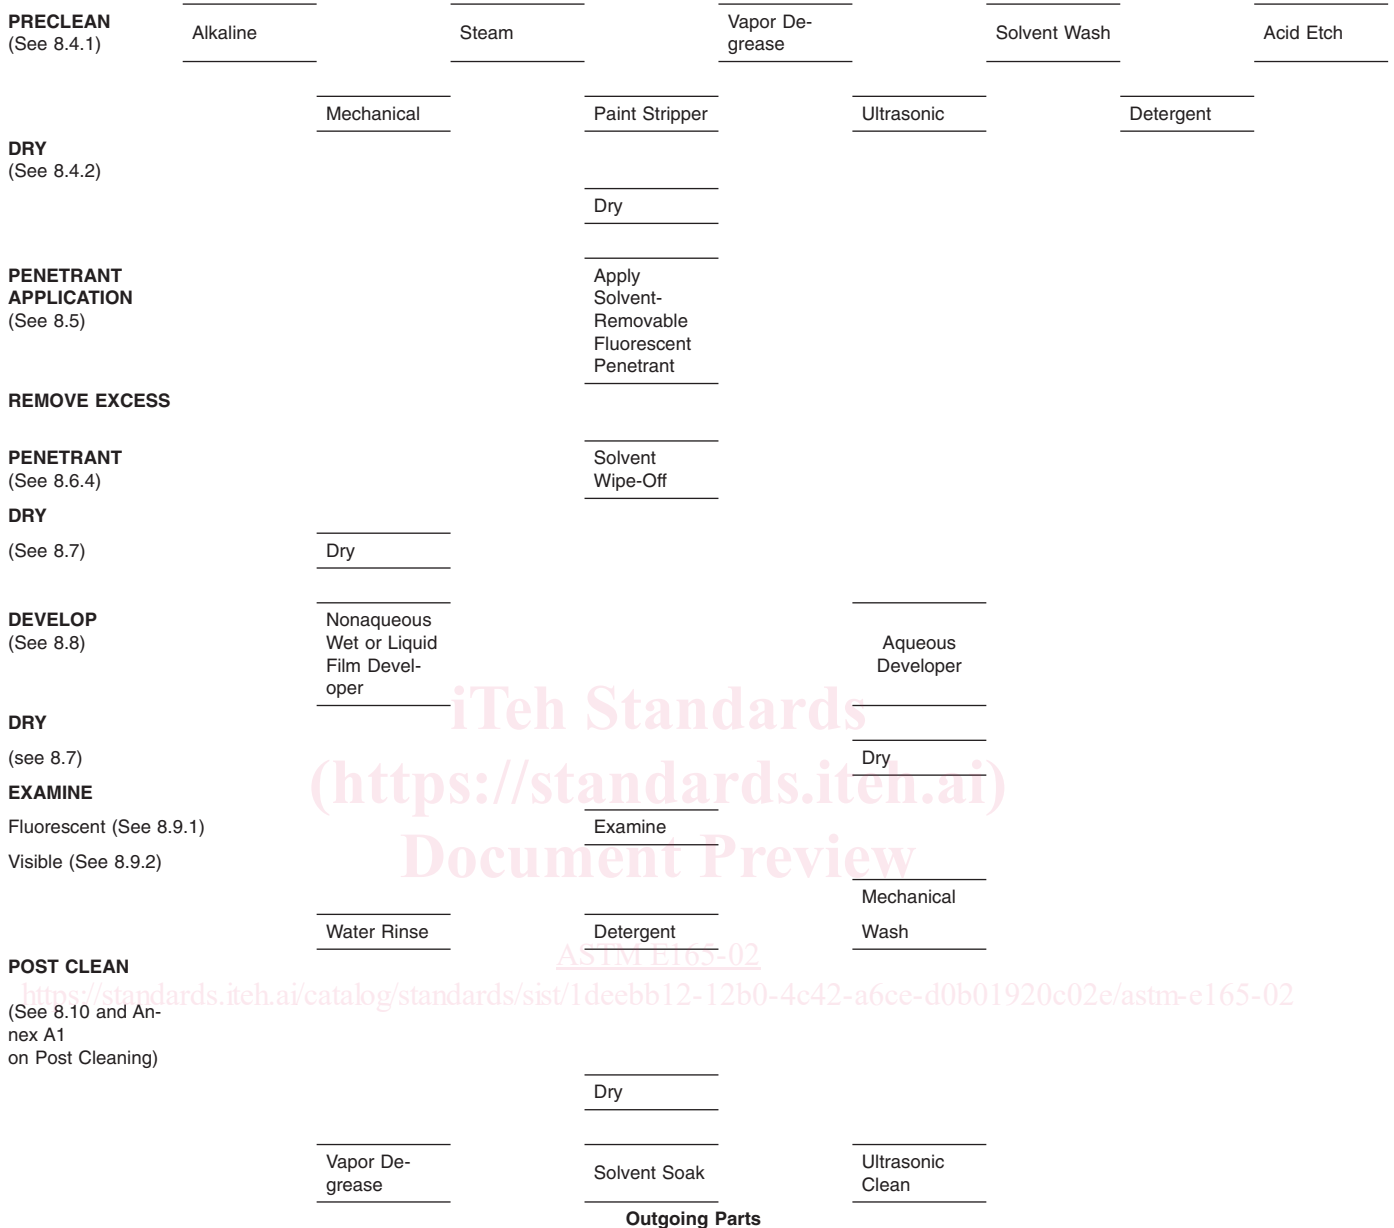 PRECLEAN
(See 8.4.1)
Alkaline
Steam
Vapor De-
grease
Solvent Wash
Acid Etch
Mechanical
Paint Stripper
Ultrasonic
Detergent
DRY
(See 8.4.2)
Dry
PENETRANT
APPLICATION
(See 8.5)
Apply
Solvent-
Removable
Fluorescent
Penetrant
REMOVE EXCESS
PENETRANT
(See 8.6.4)
Solvent
Wipe-Off
DRY
(See 8.7)
Dry
DEVELOP
(See 8.8)
Nonaqueous
Wet or Liquid
Film Devel-
oper
Aqueous
Developer
iTeh Standards
DRY
(see 8.7)
Dry
(https://standards.iteh.ai)
EXAMINE
Fluorescent (See 8.9.1)
Examine
Visible (See 8.9.2)
Document Preview
Mechanical
Wash
Water Rinse
Detergent
ASTM E165-02
POST CLEAN
https://standards.iteh.ai/catalog/standards/sist/1deebb12-12b0-4c42-a6ce-d0b01920c02e/astm-e165-02
(See 8.10 and An-
nex A1
on Post Cleaning)
Dry
Vapor De-
grease
Solvent Soak
Ultrasonic
Clean
Outgoing Parts